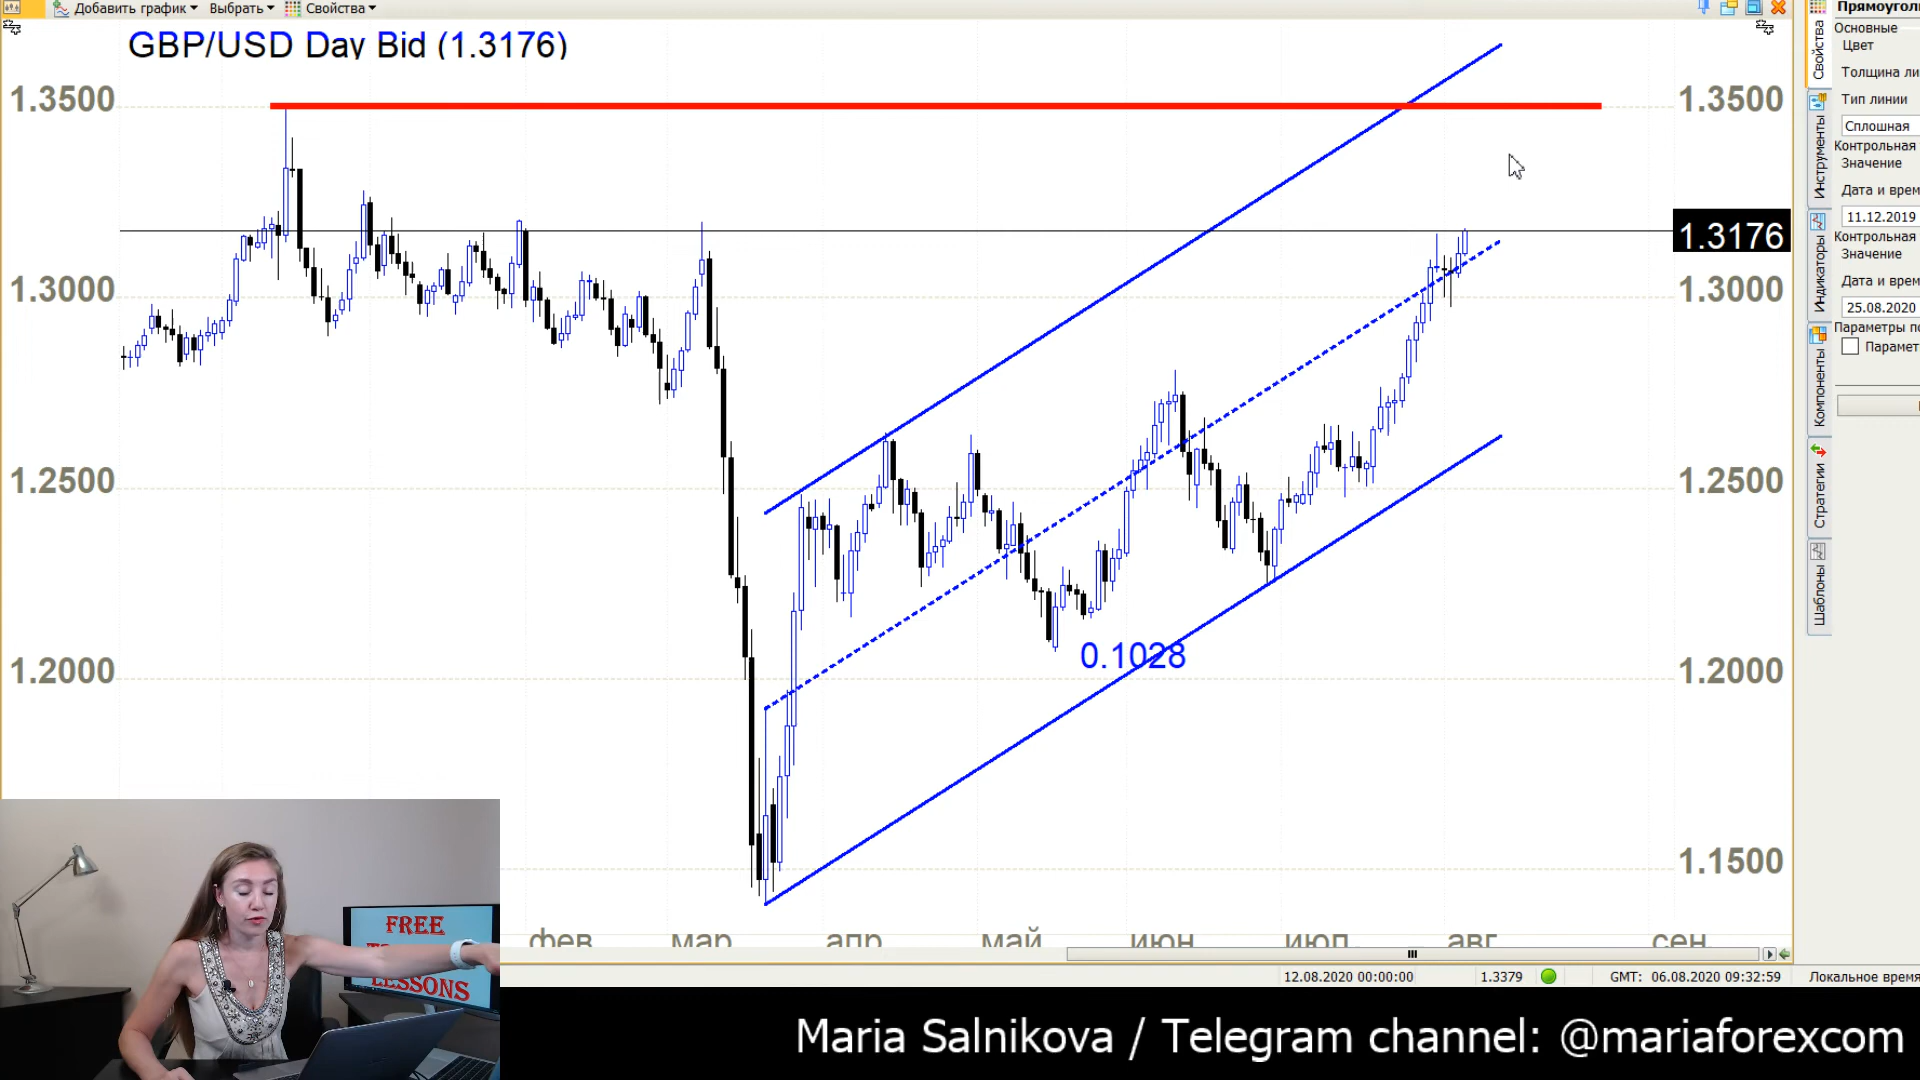 Добавить график Выбрать Свойства
GBP/USD Day Bid (1.3176)
1.3500
1.3000
1.2500
1.2000
1.3500
1.3176
1.3000
1.2500
1.2000
1.1500
0.1028
фев мар апр май июн июл авг сен
12.08.2020 00:00:00 1.3379 GMT: 06.08.2020 09:32:59 Локальное время
Свойства
Инструменты
Индикаторы
Компоненты
Стратегии
Шаблоны
Прямоугол
Основные
Цвет
Толщина ли
Тип линии
Сплошная
Контрольная
Значение
Дата и врем
11.12.2019
Контрольная
Значение
Дата и врем
25.08.2020
Параметры по
Парамет
FREE
LESSONS
Maria Salnikova / Telegram channel: @mariaforexcom